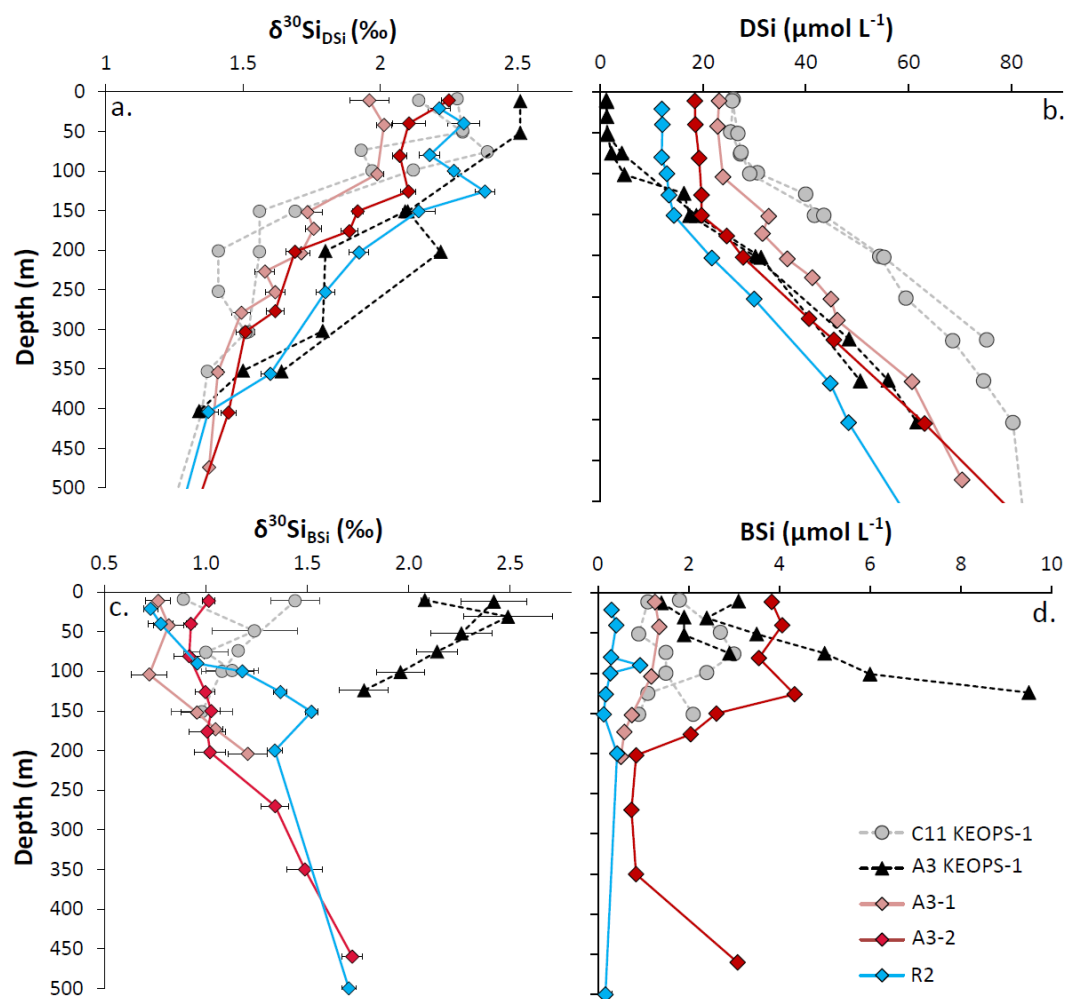 δ³⁰Si_DSi (‰)
1 1.5 2 2.5
Depth (m)
0
50
100
150
200
250
300
350
400
450
500
a.
DSi (µmol L⁻¹)
0 20 40 60 80
b.
δ³⁰Si_BSi (‰)
0.5 1.0 1.5 2.0 2.5
Depth (m)
0
50
100
150
200
250
300
350
400
450
500
c.
BSi (µmol L⁻¹)
0 2 4 6 8 10
d.
C11 KEOPS-1
A3 KEOPS-1
A3-1
A3-2
R2